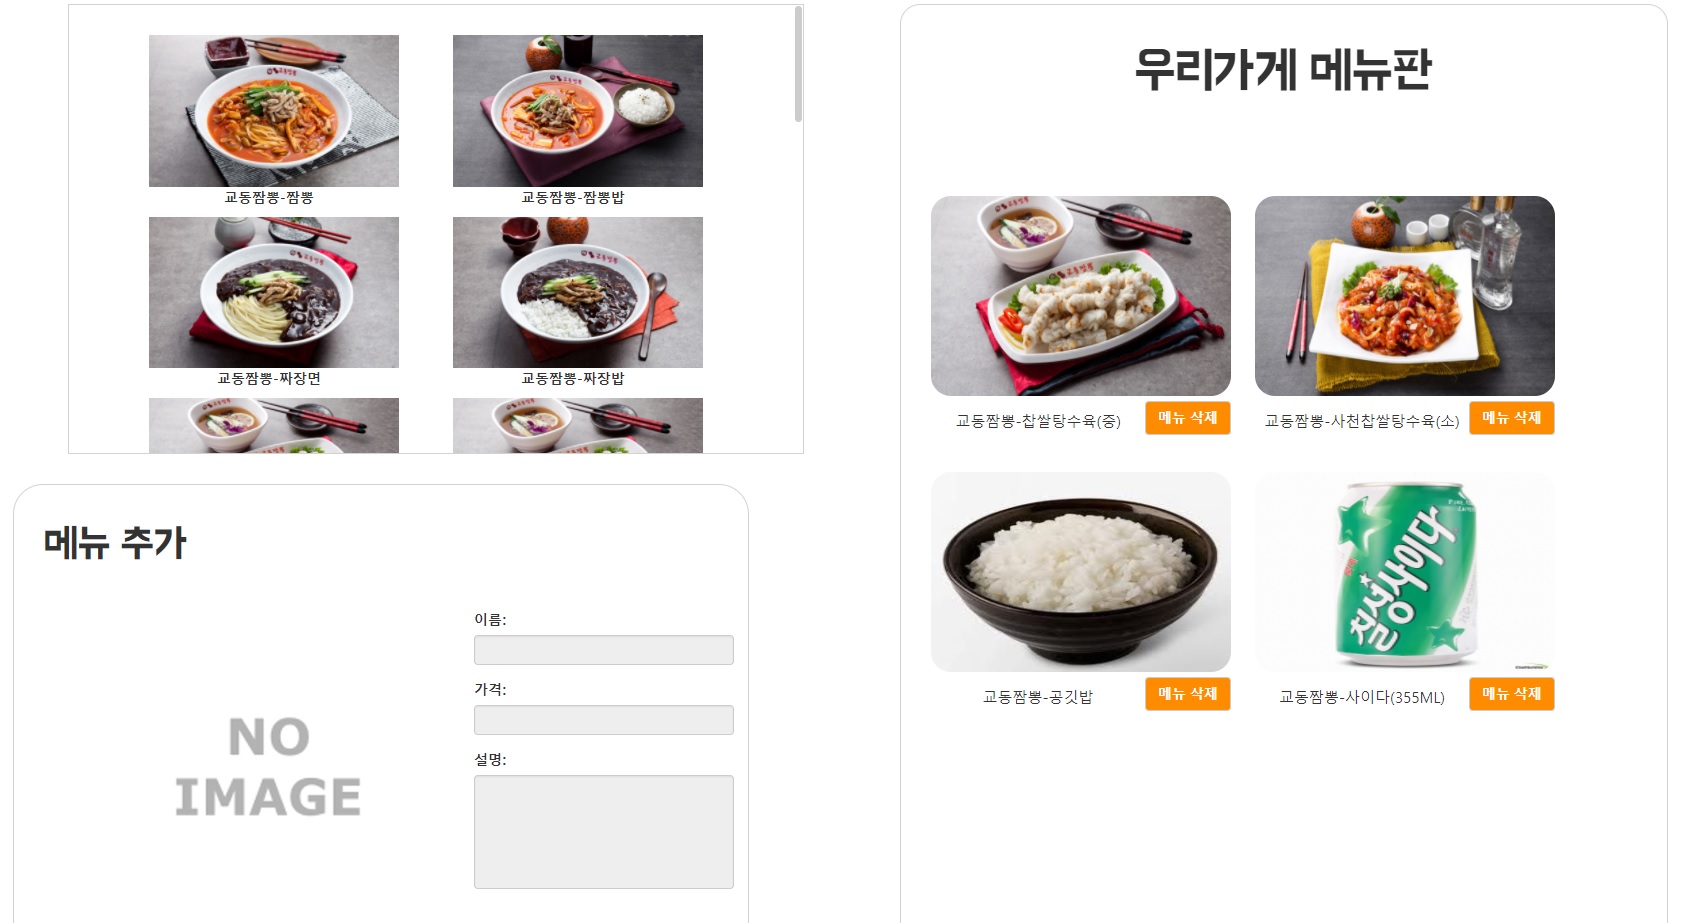 교동짬뽕-짬뽕
교동짬뽕-짬뽕밥
교동짬뽕-짜장면
교동짬뽕-짜장밥
메뉴 추가
NO
IMAGE
이름:
가격:
설명:
우리가게 메뉴판
교동짬뽕-찹쌀탕수육(중)
메뉴 삭제
교동짬뽕-사천찹쌀탕수육(소)
메뉴 삭제
칠성사이다
교동짬뽕-공깃밥
메뉴 삭제
교동짬뽕-사이다(355ML)
메뉴 삭제